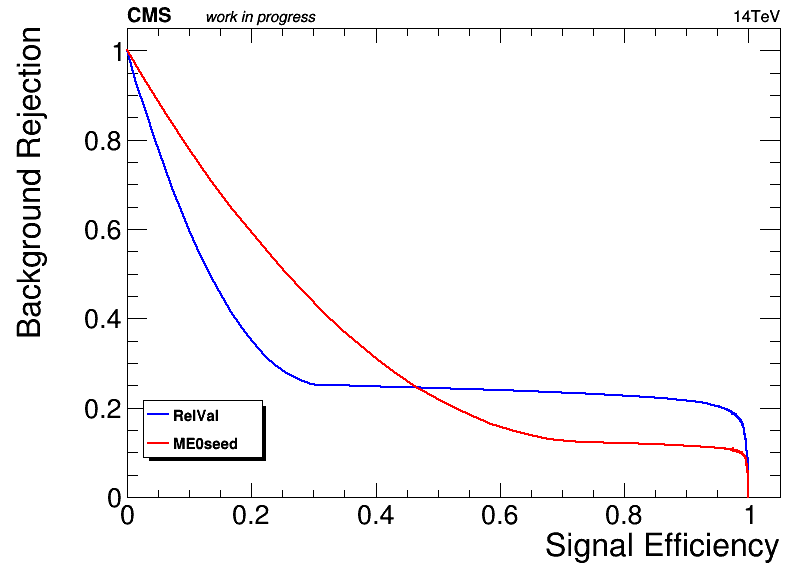 CMS work in progress 14TeV
Background Rejection
1
0.8
0.6
0.4
0.2
0
RelVal
ME0seed
0 0.2 0.4 0.6 0.8 1
Signal Efficiency